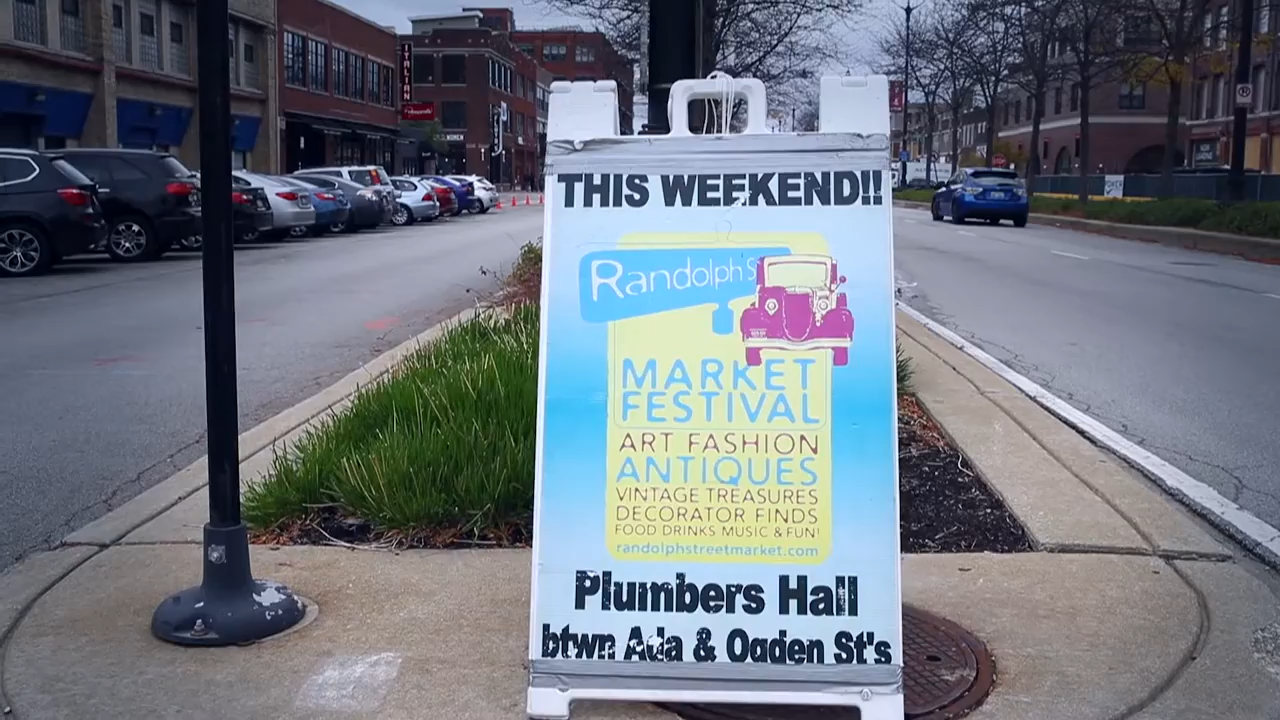 THIS WEEKEND!!
Randolph St
MARKET
FESTIVAL
ART FASHION
ANTIQUES
VINTAGE TREASURES
DECORATOR FINDS
FOOD DRINKS MUSIC & FUN!
randolphstreetmarket.com
Plumbers Hall
btwn Ada & Ogden St's
ITALIAN